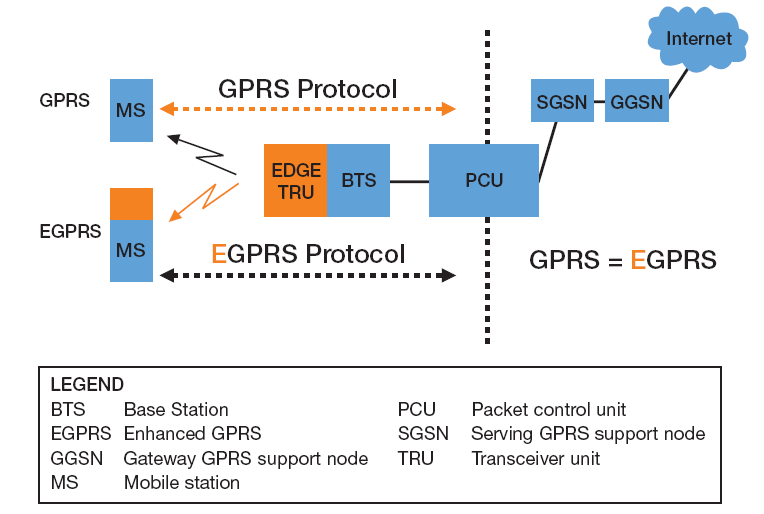 Internet
GPRS
MS
GPRS Protocol
SGSN
GGSN
EDGE
TRU
BTS
PCU
EGPRS
MS
EGPRS Protocol
GPRS = EGPRS
LEGEND
BTS Base Station
PCU Packet control unit
EGPRS Enhanced GPRS
SGSN Serving GPRS support node
GGSN Gateway GPRS support node
TRU Transceiver unit
MS Mobile station